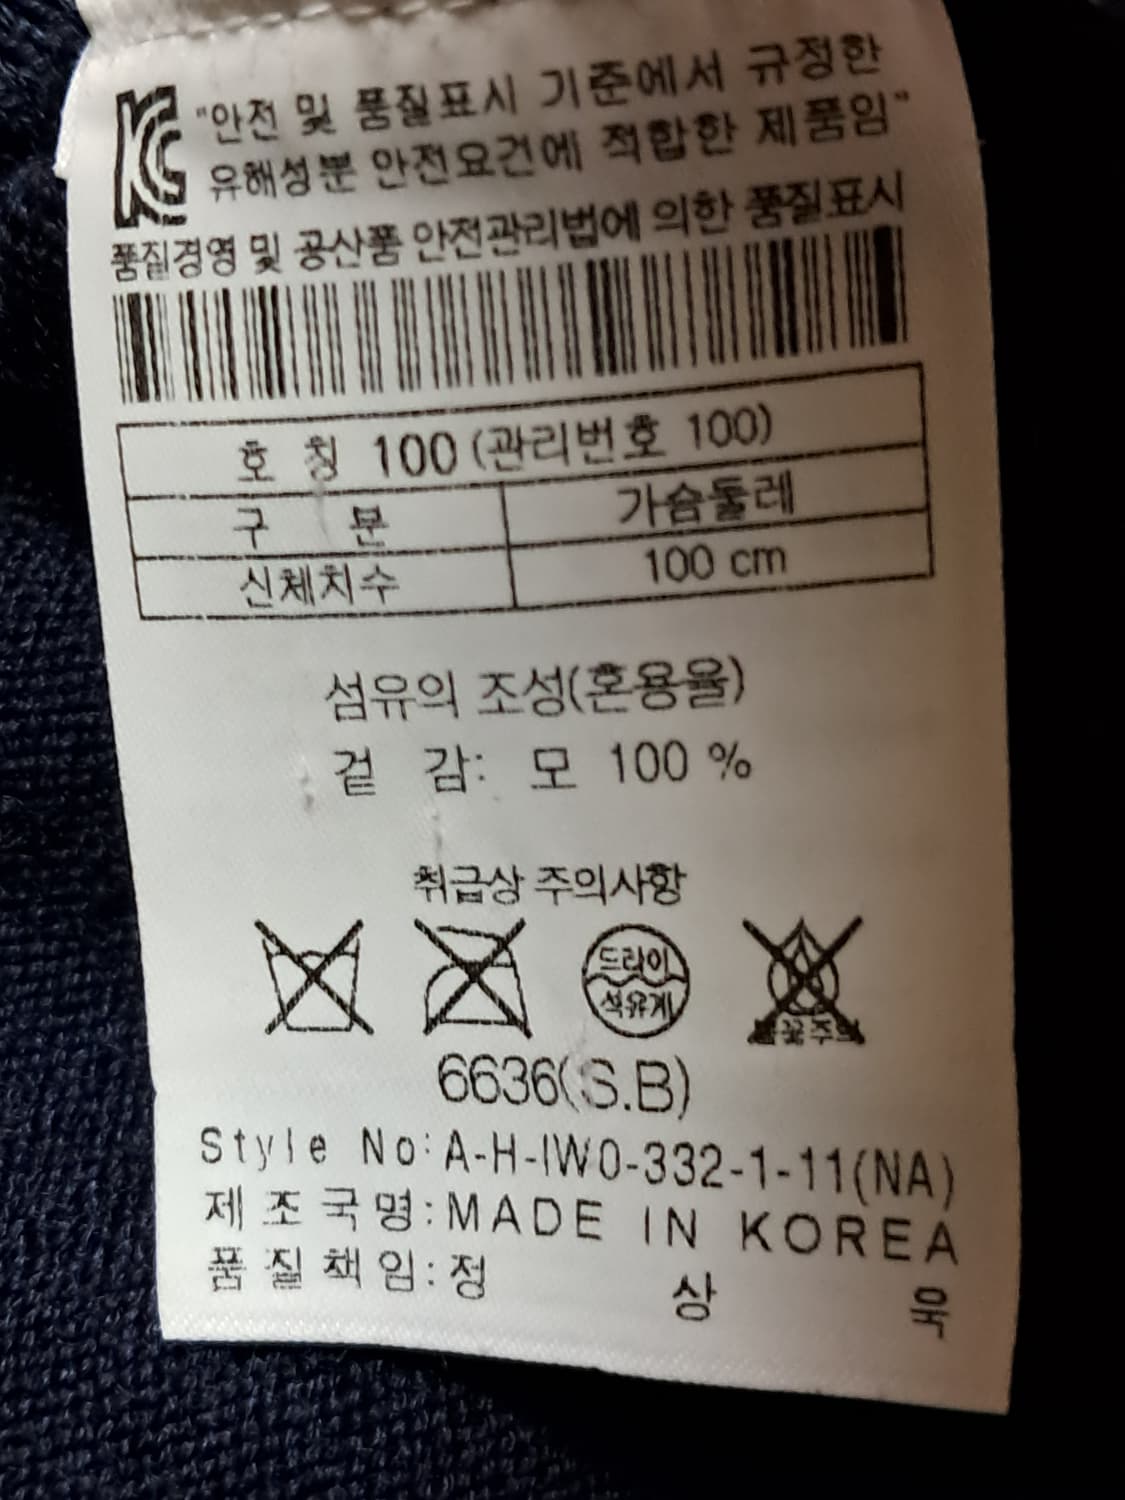 "안전 및 품질표시 기준에서 규정한
유해성분 안전요건에 적합한 제품임"
품질경영 및 공산품 안전관리법에 의한 품질표시
호 칭 100 (관리번호 100)
구 분 가슴둘레
신체치수 100 cm
섬유의 조성(혼용율)
겉 감: 모 100 %
취급상 주의사항
드라이
석유계
6636(S.B)
Style No:A-H-IW0-332-1-11(NA)
제조국명:MADE IN KOREA
품질책임:정 상 욱